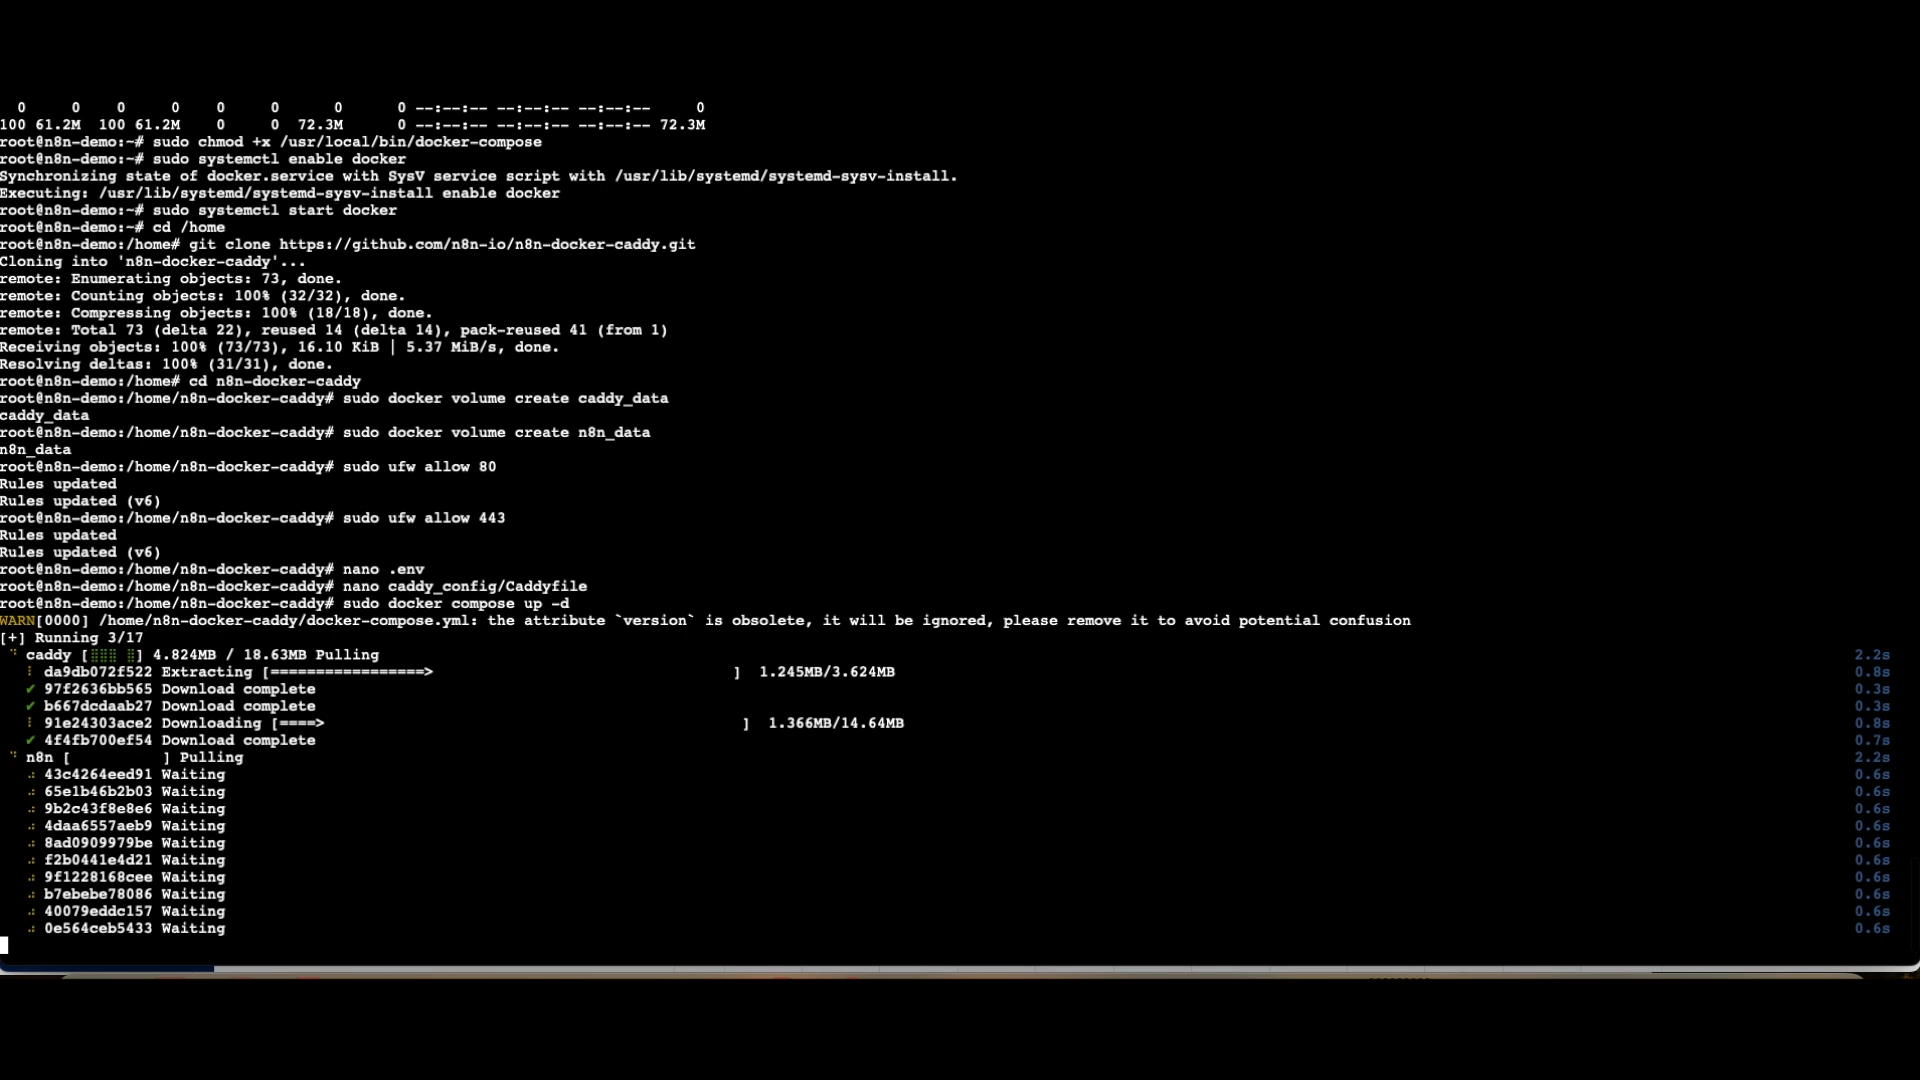 0 0 0 0 0 0 0 0 --:--:-- --:--:-- --:--:-- 0
100 61.2M 100 61.2M 0 0 72.3M 0 --:--:-- --:--:-- --:--:-- 72.3M
root@n8n-demo:~# sudo chmod +x /usr/local/bin/docker-compose
root@n8n-demo:~# sudo systemctl enable docker
Synchronizing state of docker.service with SysV service script with /usr/lib/systemd/systemd-sysv-install.
Executing: /usr/lib/systemd/systemd-sysv-install enable docker
root@n8n-demo:~# sudo systemctl start docker
root@n8n-demo:~# cd /home
root@n8n-demo:/home# git clone https://github.com/n8n-io/n8n-docker-caddy.git
Cloning into 'n8n-docker-caddy'...
remote: Enumerating objects: 73, done.
remote: Counting objects: 100% (32/32), done.
remote: Compressing objects: 100% (18/18), done.
remote: Total 73 (delta 22), reused 14 (delta 14), pack-reused 41 (from 1)
Receiving objects: 100% (73/73), 16.10 KiB | 5.37 MiB/s, done.
Resolving deltas: 100% (31/31), done.
root@n8n-demo:/home# cd n8n-docker-caddy
root@n8n-demo:/home/n8n-docker-caddy# sudo docker volume create caddy_data
caddy_data
root@n8n-demo:/home/n8n-docker-caddy# sudo docker volume create n8n_data
n8n_data
root@n8n-demo:/home/n8n-docker-caddy# sudo ufw allow 80
Rules updated
Rules updated (v6)
root@n8n-demo:/home/n8n-docker-caddy# sudo ufw allow 443
Rules updated
Rules updated (v6)
root@n8n-demo:/home/n8n-docker-caddy# nano .env
root@n8n-demo:/home/n8n-docker-caddy# nano caddy_config/Caddyfile
root@n8n-demo:/home/n8n-docker-caddy# sudo docker compose up -d
WARN[0000] /home/n8n-docker-caddy/docker-compose.yml: the attribute `version` is obsolete, it will be ignored, please remove it to avoid potential confusion
[+] Running 3/17
caddy [⣿⣿⣿ ⣿] 4.824MB / 18.63MB Pulling 2.2s
da9db072f522 Extracting [=================> ] 1.245MB/3.624MB 0.8s
✔ 97f2636bb565 Download complete 0.3s
✔ b667dcdaab27 Download complete 0.3s
91e24303ace2 Downloading [====> ] 1.366MB/14.64MB 0.8s
✔ 4f4fb700ef54 Download complete 0.7s
n8n [ ] Pulling 2.2s
43c4264eed91 Waiting 0.6s
65e1b46b2b03 Waiting 0.6s
9b2c43f8e8e6 Waiting 0.6s
4daa6557aeb9 Waiting 0.6s
8ad0909979be Waiting 0.6s
f2b0441e4d21 Waiting 0.6s
9f1228168cee Waiting 0.6s
b7ebebe78086 Waiting 0.6s
40079eddc157 Waiting 0.6s
0e564ceb5433 Waiting 0.6s